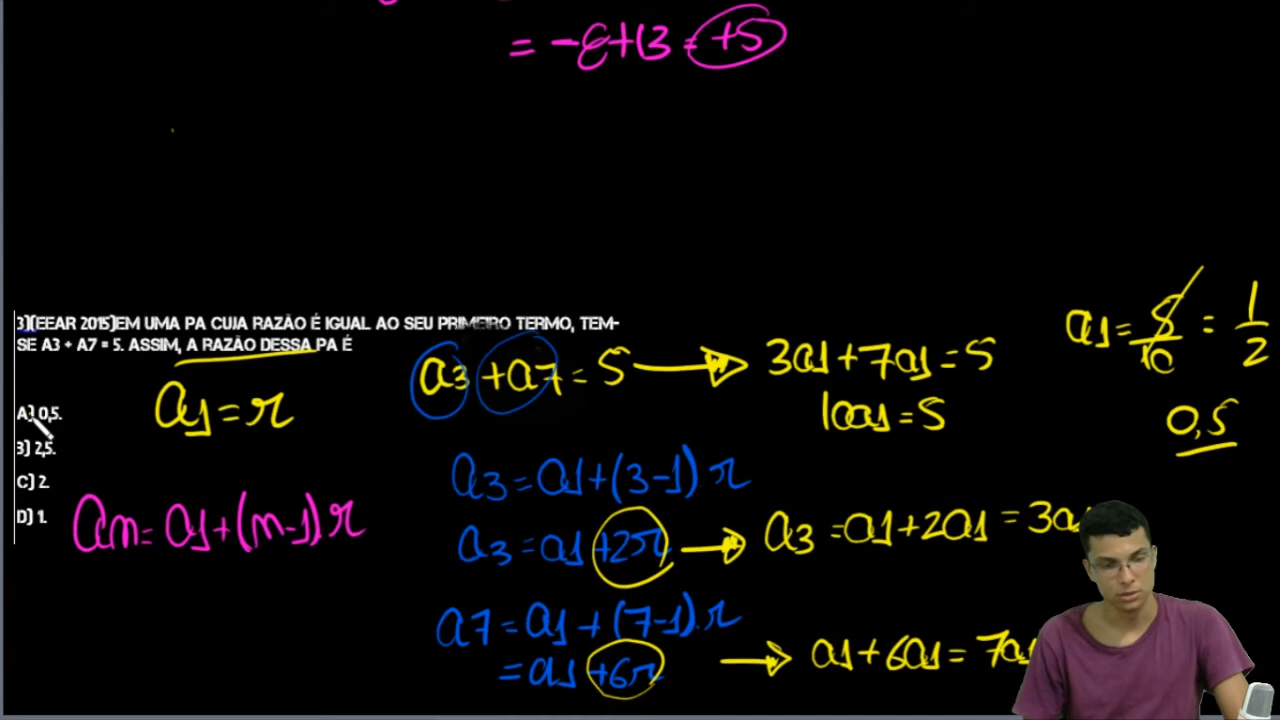 = -8+13 = +5
3)(EEAR 2015)EM UMA PA CUJA RAZÃO É IGUAL AO SEU PRIMEIRO TERMO, TEM-
SE A3 + A7 = 5. ASSIM, A RAZÃO DESSA PA É
A) 0,5.
B) 2,5.
C) 2.
D) 1.
a1 = r
an = a1+(n-1) r
a3 + a7 = 5
a3 = a1+(3-1) r
a3 = a1 +2r
a7 = a1 + (7-1).r
= a1 +6r
3a1+7a1=5
10a1=5
a3 = a1+2a1 = 3a1
a1+6a1 = 7a1
a1 = 5/10 = 1/2
0,5